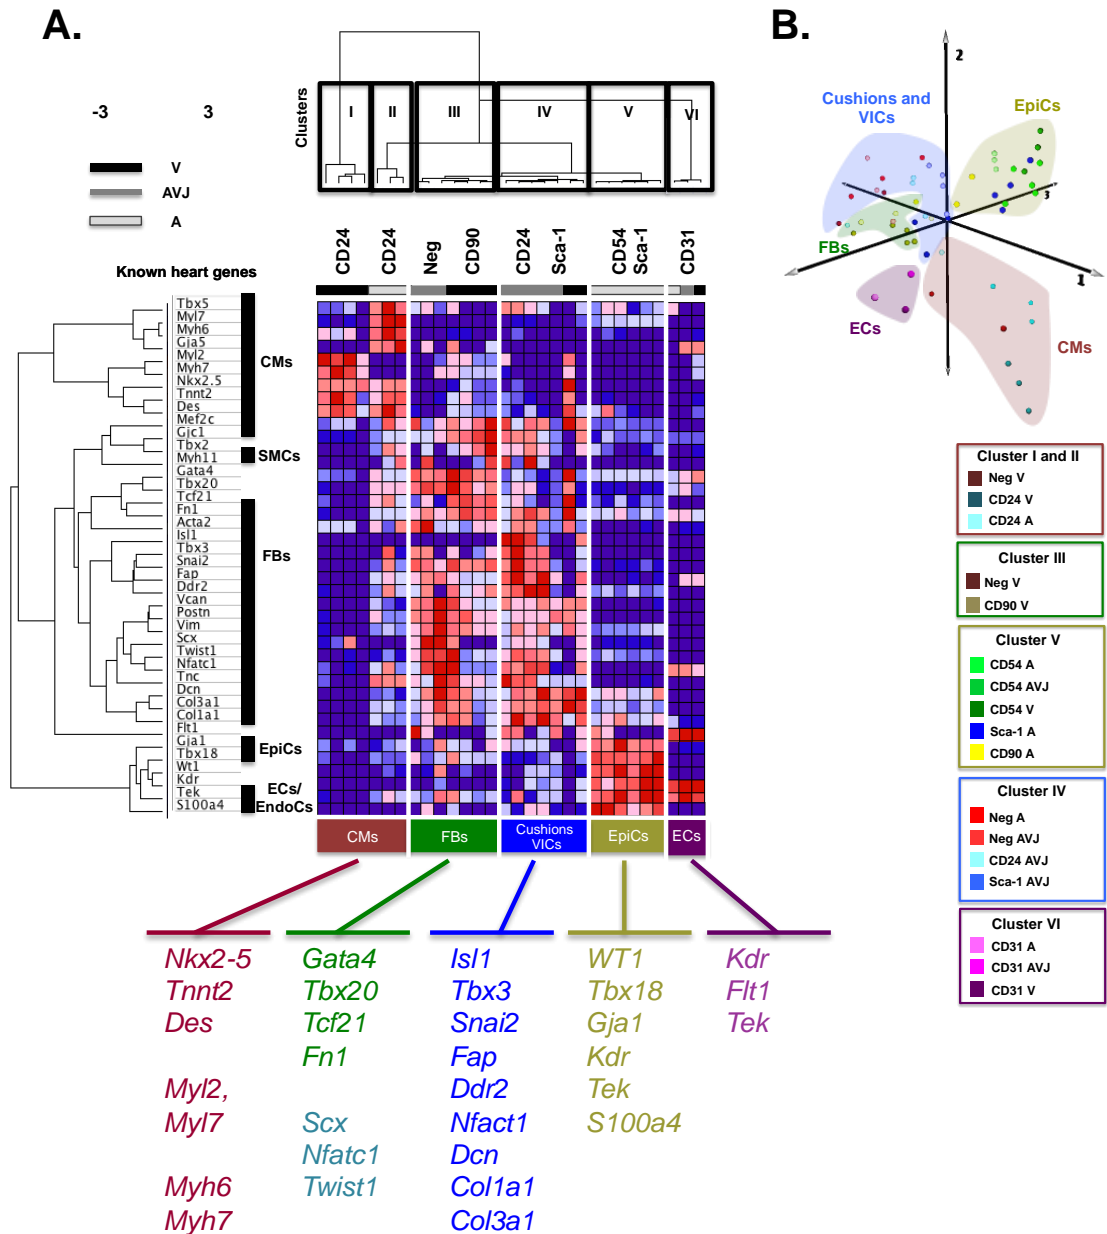 A.
B.
-3 3
V
AVJ
A
Clusters
I II III IV V VI
CD24
CD24
Neg
CD90
CD24
Sca-1
CD54
Sca-1
CD31
Known heart genes
Tbx5
Myl7
Myh6
Gja5
Myl2
Myh7
Nkx2.5
Tnnt2
Des
Mef2c
Gjc1
Tbx2
Myh11
Gata4
Tbx20
Tcf21
Fn1
Acta2
Isl1
Tbx3
Snai2
Fap
Ddr2
Vcan
Postn
Vim
Scx
Twist1
Nfatc1
Tnc
Dcn
Col3a1
Col1a1
Flt1
Gja1
Tbx18
Wt1
Kdr
Tek
S100a4
CMs
SMCs
FBs
EpiCs
ECs/
EndoCs
CMs
FBs
Cushions
VICs
EpiCs
ECs
Nkx2-5
Tnnt2
Des
Myl2,
Myl7
Myh6
Myh7
Gata4
Tbx20
Tcf21
Fn1
Scx
Nfatc1
Twist1
Isl1
Tbx3
Snai2
Fap
Ddr2
Nfact1
Dcn
Col1a1
Col3a1
WT1
Tbx18
Gja1
Kdr
Tek
S100a4
Kdr
Flt1
Tek
2
Cushions and
VICs
EpiCs
3
FBs
1
ECs
CMs
Cluster I and II
Neg V
CD24 V
CD24 A
Cluster III
Neg V
CD90 V
Cluster V
CD54 A
CD54 AVJ
CD54 V
Sca-1 A
CD90 A
Cluster IV
Neg A
Neg AVJ
CD24 AVJ
Sca-1 AVJ
Cluster VI
CD31 A
CD31 AVJ
CD31 V